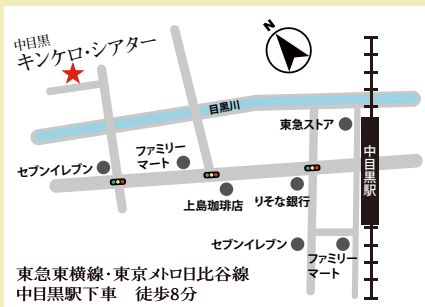 N
中目黒
キンケロ・シアター
目黒川
東急ストア
中目黒駅
ファミリー
マート
セブンイレブン
上島珈琲店
りそな銀行
セブンイレブン
ファミリー
マート
東急東横線・東京メトロ日比谷線
中目黒駅下車　徒歩8分